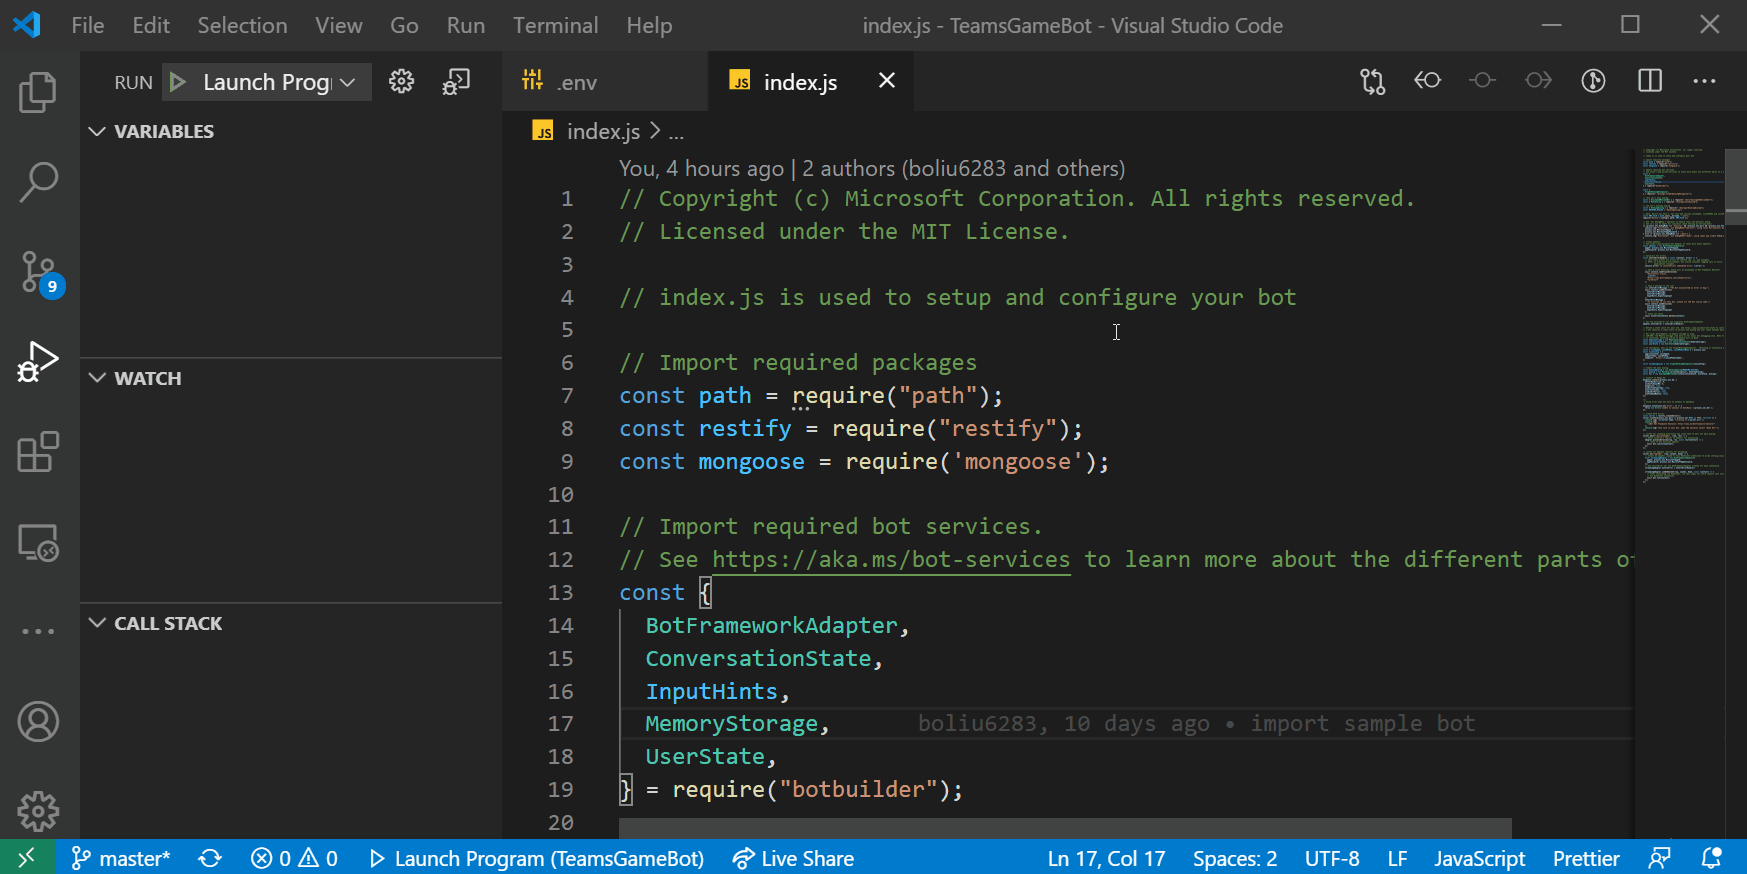 File Edit Selection View Go Run Terminal Help index.js - TeamsGameBot - Visual Studio Code
RUN Launch Prog
.env
JS index.js
VARIABLES
JS index.js > ...
You, 4 hours ago | 2 authors (boliu6283 and others)
1 // Copyright (c) Microsoft Corporation. All rights reserved.
2 // Licensed under the MIT License.
3
4 // index.js is used to setup and configure your bot
5
6 // Import required packages
7 const path = require("path");
8 const restify = require("restify");
9 const mongoose = require('mongoose');
10
11 // Import required bot services.
12 // See https://aka.ms/bot-services to learn more about the different parts of
13 const {
14 BotFrameworkAdapter,
15 ConversationState,
16 InputHints,
17 MemoryStorage, boliu6283, 10 days ago • import sample bot
18 UserState,
19 } = require("botbuilder");
20
9
WATCH
CALL STACK
master* 0 0 Launch Program (TeamsGameBot) Live Share Ln 17, Col 17 Spaces: 2 UTF-8 LF JavaScript Prettier